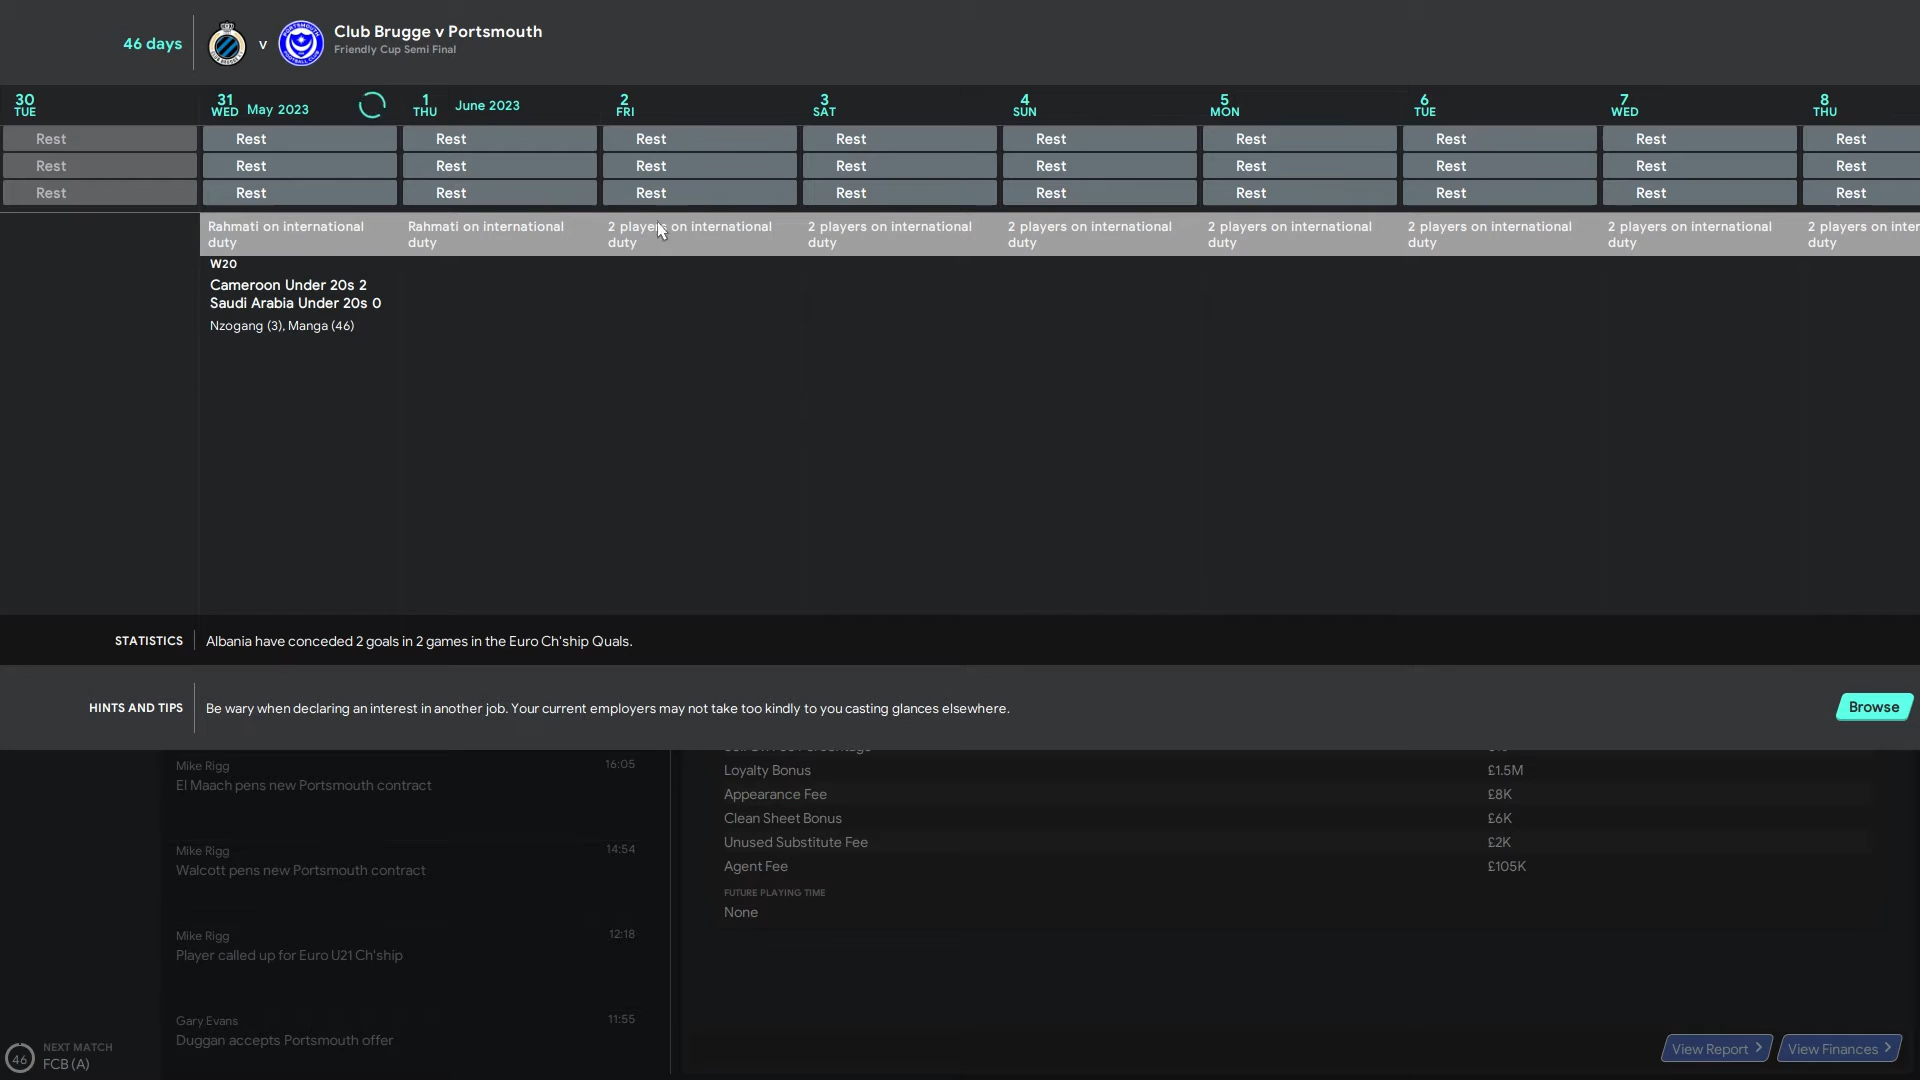 46 days
v
Club Brugge v Portsmouth
Friendly Cup Semi Final
30
TUE
31
WED May 2023
1
THU June 2023
2
FRI
3
SAT
4
SUN
5
MON
6
TUE
7
WED
8
THU
Rest Rest Rest Rest Rest Rest Rest Rest Rest Rest
Rest Rest Rest Rest Rest Rest Rest Rest Rest Rest
Rest Rest Rest Rest Rest Rest Rest Rest Rest Rest
Rahmati on international
duty
Rahmati on international
duty
2 players on international
duty
2 players on international
duty
2 players on international
duty
2 players on international
duty
2 players on international
duty
2 players on international
duty
2 players on inter
duty
W20
Cameroon Under 20s 2
Saudi Arabia Under 20s 0
Nzogang (3), Manga (46)
STATISTICS
Albania have conceded 2 goals in 2 games in the Euro Ch'ship Quals.
HINTS AND TIPS
Be wary when declaring an interest in another job. Your current employers may not take too kindly to you casting glances elsewhere.
Browse
Mike Rigg 16:05
El Maach pens new Portsmouth contract
Mike Rigg 14:54
Walcott pens new Portsmouth contract
Mike Rigg 12:18
Player called up for Euro U21 Ch'ship
Gary Evans 11:55
Duggan accepts Portsmouth offer
Loyalty Bonus £1.5M
Appearance Fee £8K
Clean Sheet Bonus £6K
Unused Substitute Fee £2K
Agent Fee £105K
FUTURE PLAYING TIME
None
46
NEXT MATCH
FCB (A)
View Report
View Finances